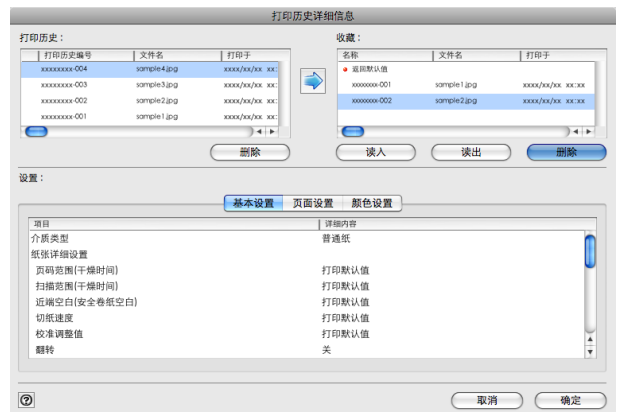 打印历史详细信息
打印历史： 收藏：
打印历史编号 文件名 打印于 名称 文件名 打印于
xxxxxxxx-004 sample4.jpg xxxx/xx/xx xx: 返回默认值
xxxxxxxx-003 sample3.jpg xxxx/xx/xx xx: xxxxxxxx-001 sample1.jpg xxxx/xx/xx xx:xx
xxxxxxxx-002 sample2.jpg xxxx/xx/xx xx: xxxxxxxx-002 sample2.jpg xxxx/xx/xx xx:xx
xxxxxxxx-001 sample1.jpg xxxx/xx/xx xx:
删除 读人 读出 删除
设置：
基本设置 页面设置 颜色设置
项目 详细内容
介质类型 普通纸
纸张详细设置
页码范围(干燥时间) 打印默认值
扫描范围(干燥时间) 打印默认值
近端空白(安全卷纸空白) 打印默认值
切纸速度 打印默认值
校准调整值 打印默认值
翻转 关
? 取消 确定